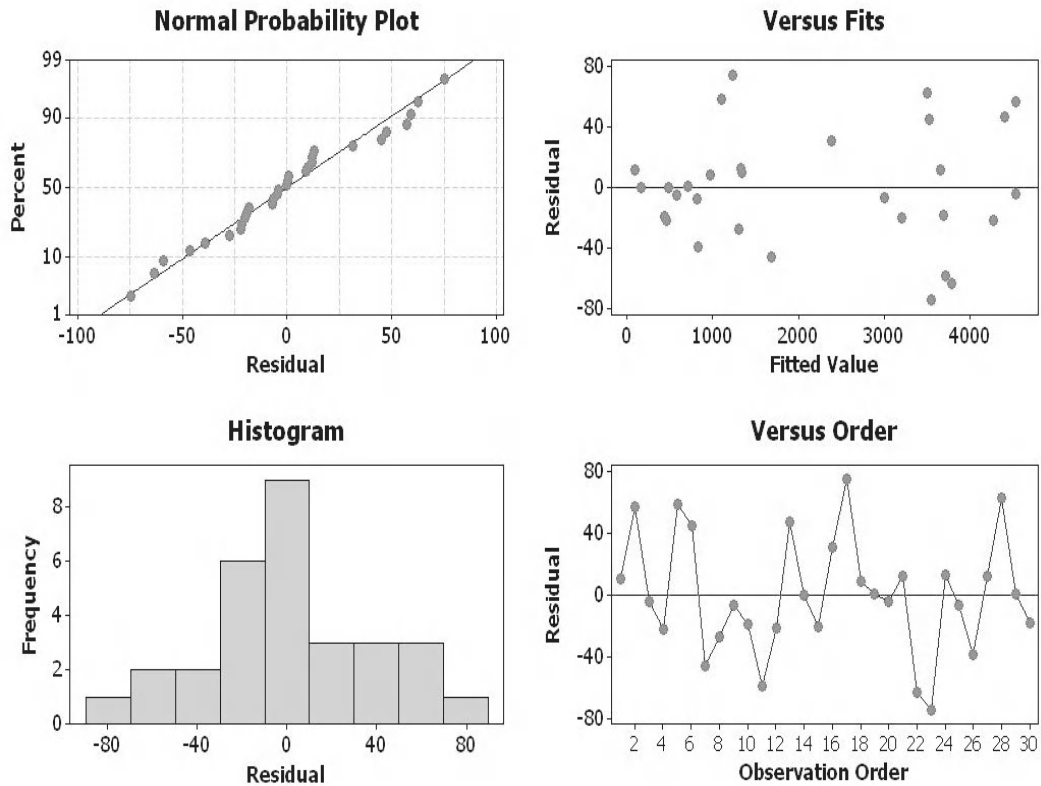 Normal Probability Plot
99
90
50
10
1
Percent
-100 -50 0 50 100
Residual
Versus Fits
80
40
0
-40
-80
Residual
0 1000 2000 3000 4000
Fitted Value
Histogram
8
6
4
2
0
Frequency
-80 -40 0 40 80
Residual
Versus Order
80
40
0
-40
-80
Residual
2 4 6 8 10 12 14 16 18 20 22 24 26 28 30
Observation Order